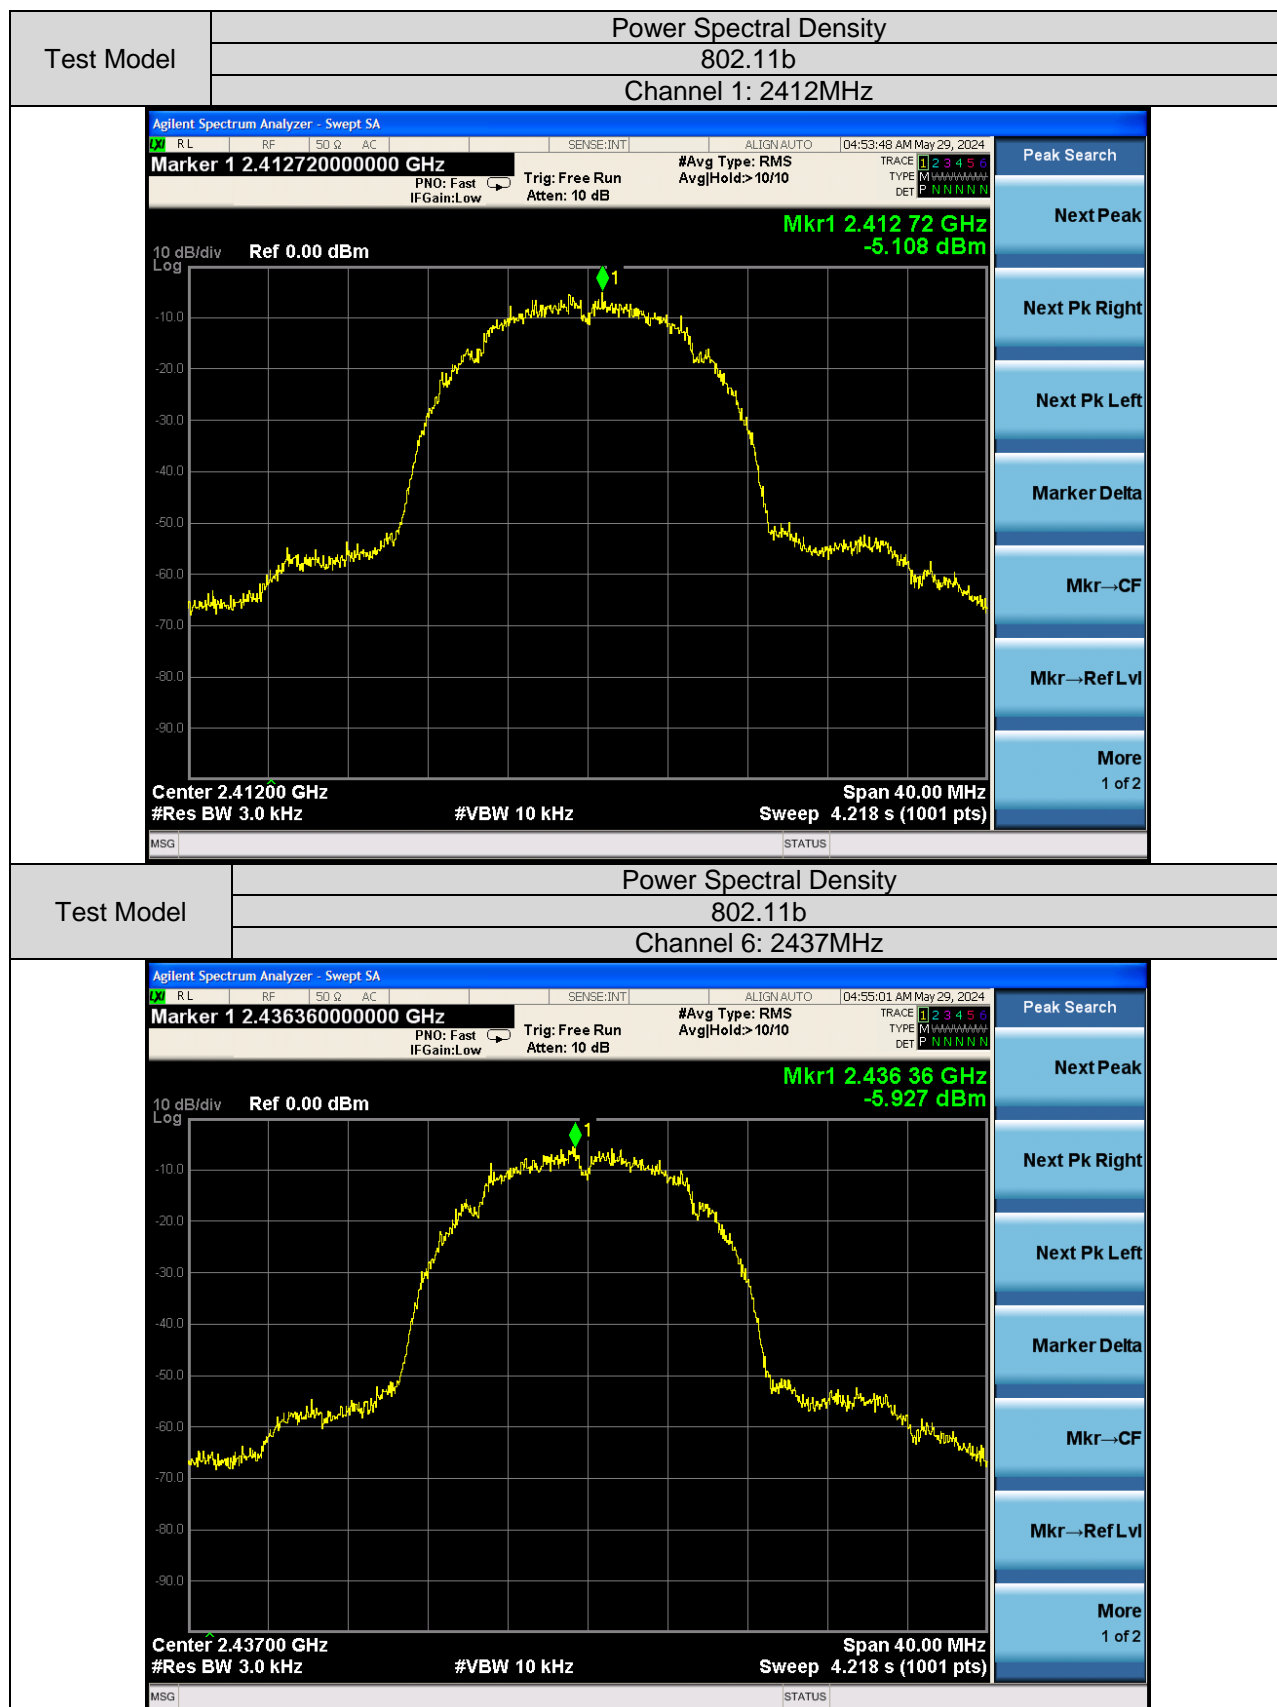 Test Model
Power Spectral Density
802.11b
Channel 1: 2412MHz
Agilent Spectrum Analyzer - Swept SA
LXI RL RF 50 Ω AC SENSE:INT ALIGN AUTO 04:53:48 AM May 29, 2024
Marker 1 2.412720000000 GHz
PNO: Fast
IFGain:Low
Trig: Free Run
Atten: 10 dB
#Avg Type: RMS
Avg|Hold:>10/10
TRACE 1 2 3 4 5 6
TYPE M
DET P N N N N N
Peak Search
Next Peak
Next Pk Right
Next Pk Left
Marker Delta
Mkr→CF
Mkr→Ref Lvl
More
1 of 2
Mkr1 2.412 72 GHz
-5.108 dBm
10 dB/div Ref 0.00 dBm
Log
1
-10.0
-20.0
-30.0
-40.0
-50.0
-60.0
-70.0
-80.0
-90.0
Center 2.41200 GHz Span 40.00 MHz
#Res BW 3.0 kHz #VBW 10 kHz Sweep 4.218 s (1001 pts)
MSG STATUS
Test Model
Power Spectral Density
802.11b
Channel 6: 2437MHz
Agilent Spectrum Analyzer - Swept SA
LXI RL RF 50 Ω AC SENSE:INT ALIGN AUTO 04:55:01 AM May 29, 2024
Marker 1 2.436360000000 GHz
PNO: Fast
IFGain:Low
Trig: Free Run
Atten: 10 dB
#Avg Type: RMS
Avg|Hold:>10/10
TRACE 1 2 3 4 5 6
TYPE M
DET P N N N N N
Peak Search
Next Peak
Next Pk Right
Next Pk Left
Marker Delta
Mkr→CF
Mkr→Ref Lvl
More
1 of 2
Mkr1 2.436 36 GHz
-5.927 dBm
10 dB/div Ref 0.00 dBm
Log
1
-10.0
-20.0
-30.0
-40.0
-50.0
-60.0
-70.0
-80.0
-90.0
Center 2.43700 GHz Span 40.00 MHz
#Res BW 3.0 kHz #VBW 10 kHz Sweep 4.218 s (1001 pts)
MSG STATUS